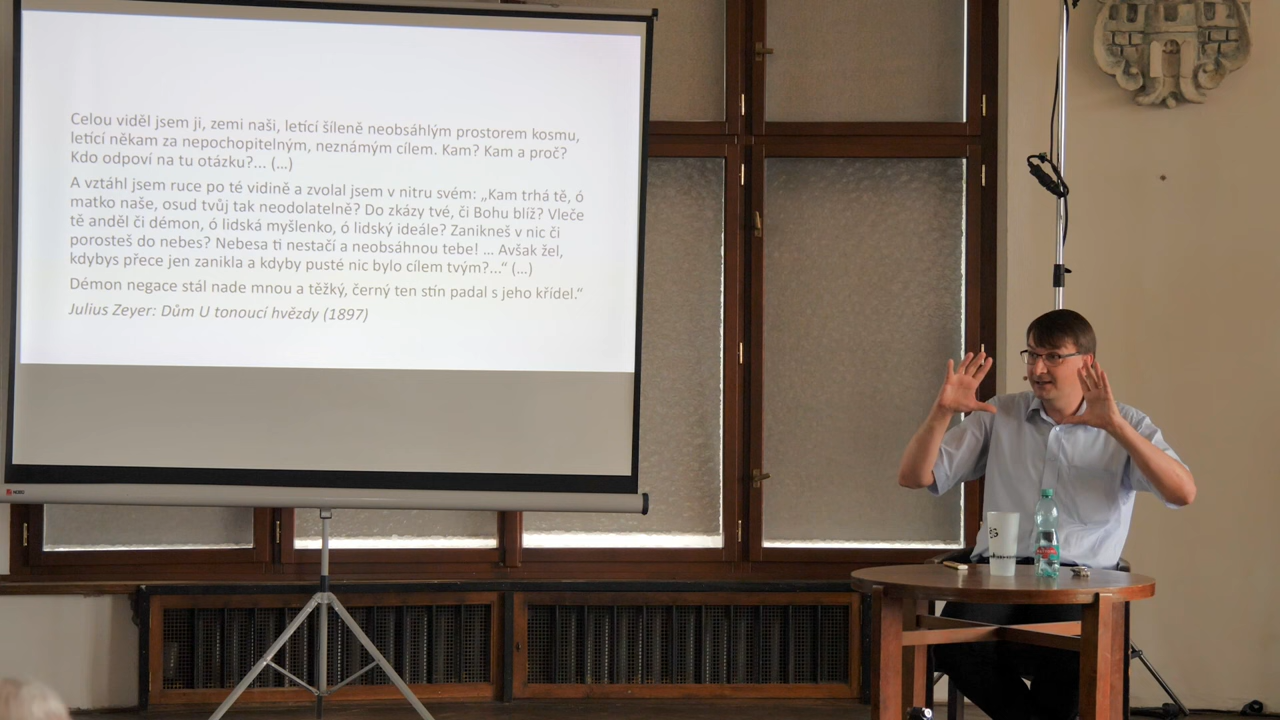 Celou viděl jsem ji, zemi naši, letící šíleně neobsáhlým prostorem kosmu,
letící někam za nepochopitelným, neznámým cílem. Kam? Kam a proč?
Kdo odpoví na tu otázku?... (…)
A vztáhl jsem ruce po té vidině a zvolal jsem v nitru svém: „Kam trhá tě, ó
matko naše, osud tvůj tak neodolatelně? Do zkázy tvé, či Bohu blíž? Vleče
tě anděl či démon, ó lidská myšlenko, ó lidský ideále? Zanikneš v nic či
porosteš do nebes? Nebesa ti nestačí a neobsáhnou tebe! … Avšak žel,
kdybys přece jen zanikla a kdyby pusté nic bylo cílem tvým?...“ (…)
Démon negace stál nade mnou a těžký, černý ten stín padal s jeho křídel.“
Julius Zeyer: Dům U tonoucí hvězdy (1897)
NOBO